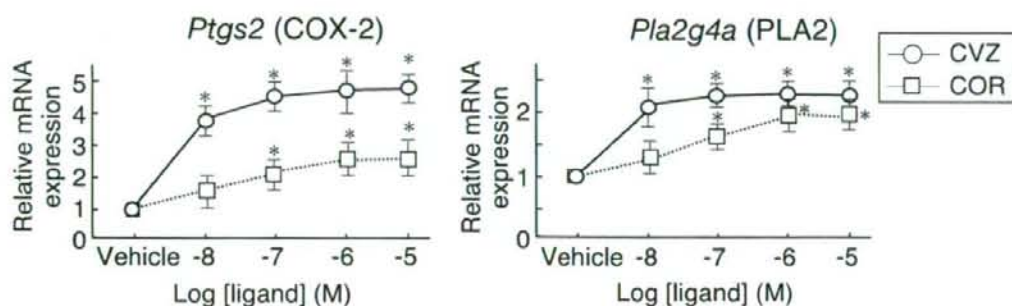 Ptgs2 (COX-2)
Relative mRNA
expression
5
4
3
2
1
0
* * * *
* * *
Vehicle -8 -7 -6 -5
Log [ligand] (M)
Pla2g4a (PLA2)
Relative mRNA
expression
2
1
0
* * * *
* * *
Vehicle -8 -7 -6 -5
Log [ligand] (M)
CVZ
COR